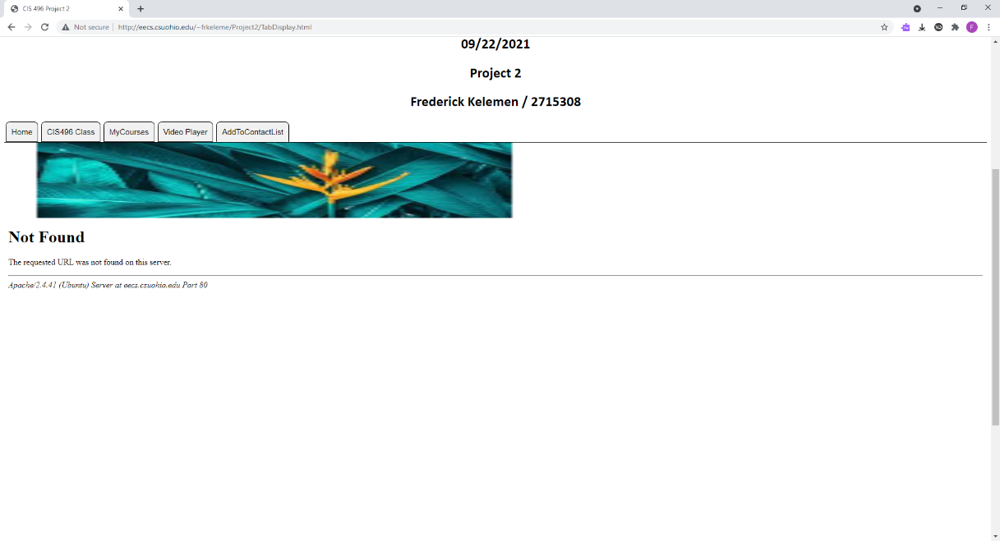 CIS 496 Project 2
Not secure
http://eecs.csuohio.edu/~frkeleme/Project2/TabDisplay.html
F
09/22/2021
Project 2
Frederick Kelemen / 2715308
Home
CIS496 Class
MyCourses
Video Player
AddToContactList
Not Found
The requested URL was not found on this server.
Apache/2.4.41 (Ubuntu) Server at eecs.csuohio.edu Port 80